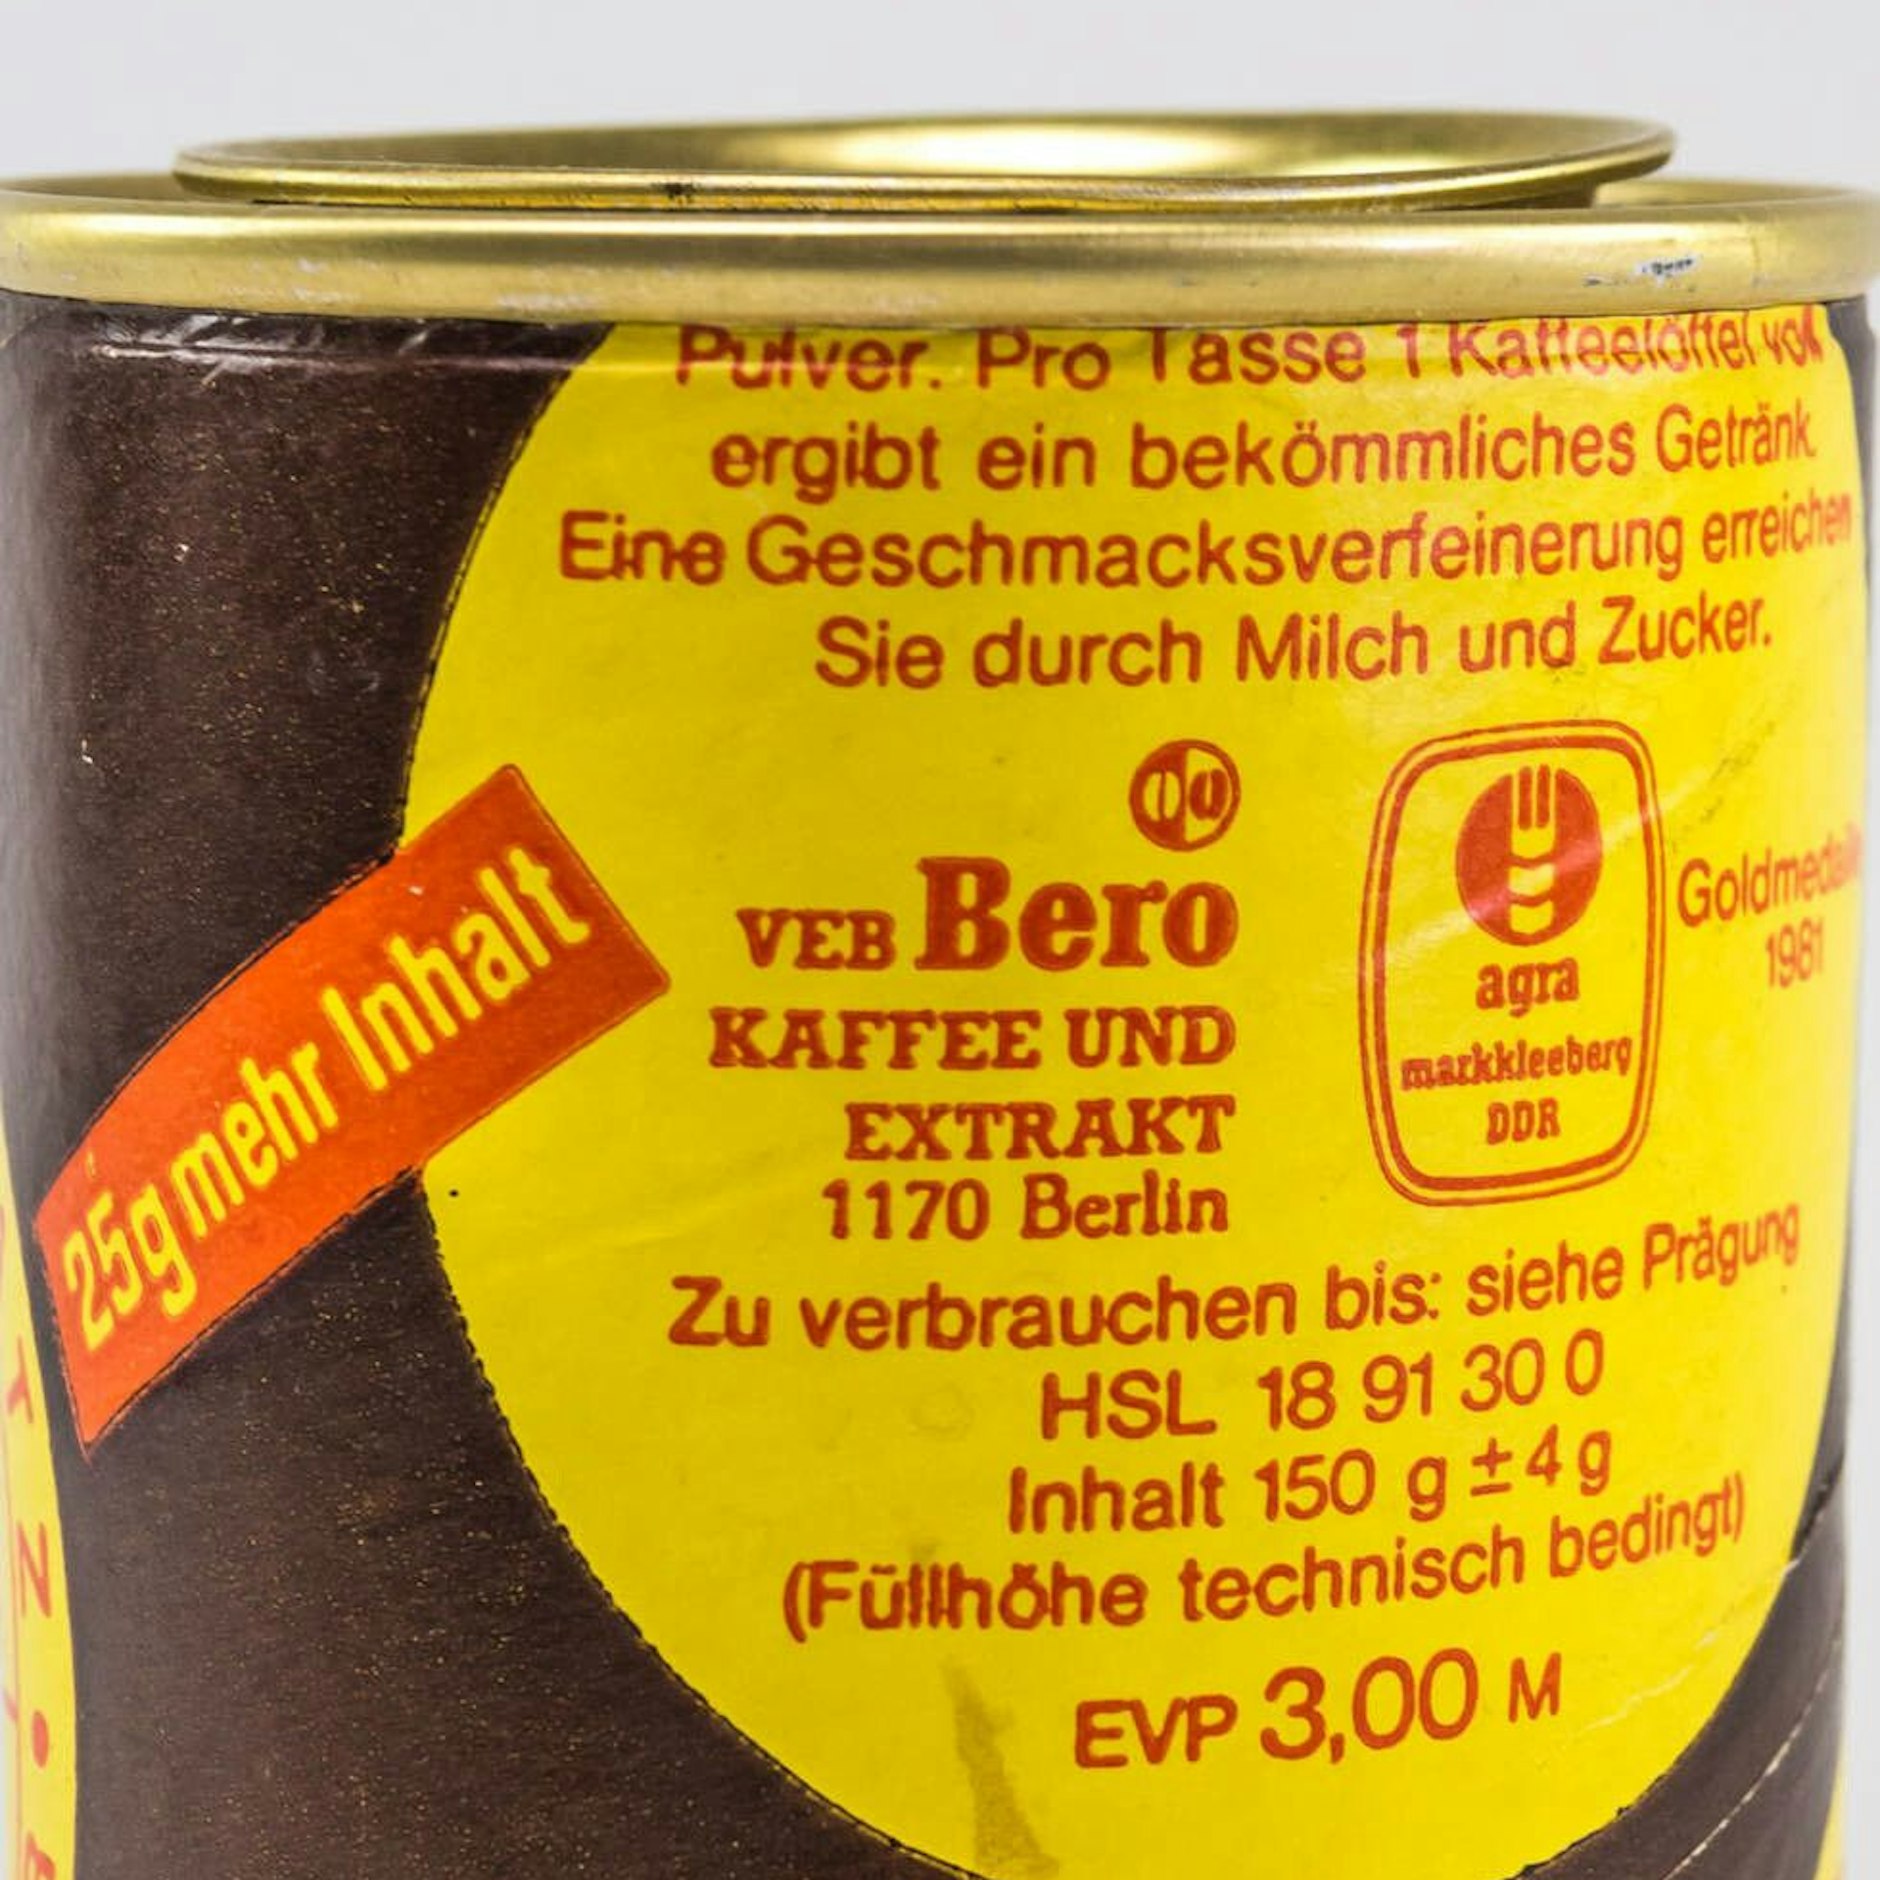 Pulver. Pro Tasse 1 Kaffeelöffel voll
ergibt ein bekömmliches Getränk.
Eine Geschmacksverfeinerung erreichen
Sie durch Milch und Zucker.
VEB Bero
KAFFEE UND
EXTRAKT
1170 Berlin
agra
markkleeberg
DDR
Goldmedaille
1981
25g mehr Inhalt
Zu verbrauchen bis: siehe Prägung
HSL 18 91 30 0
Inhalt 150 g ± 4 g
(Füllhöhe technisch bedingt)
EVP 3,00 M